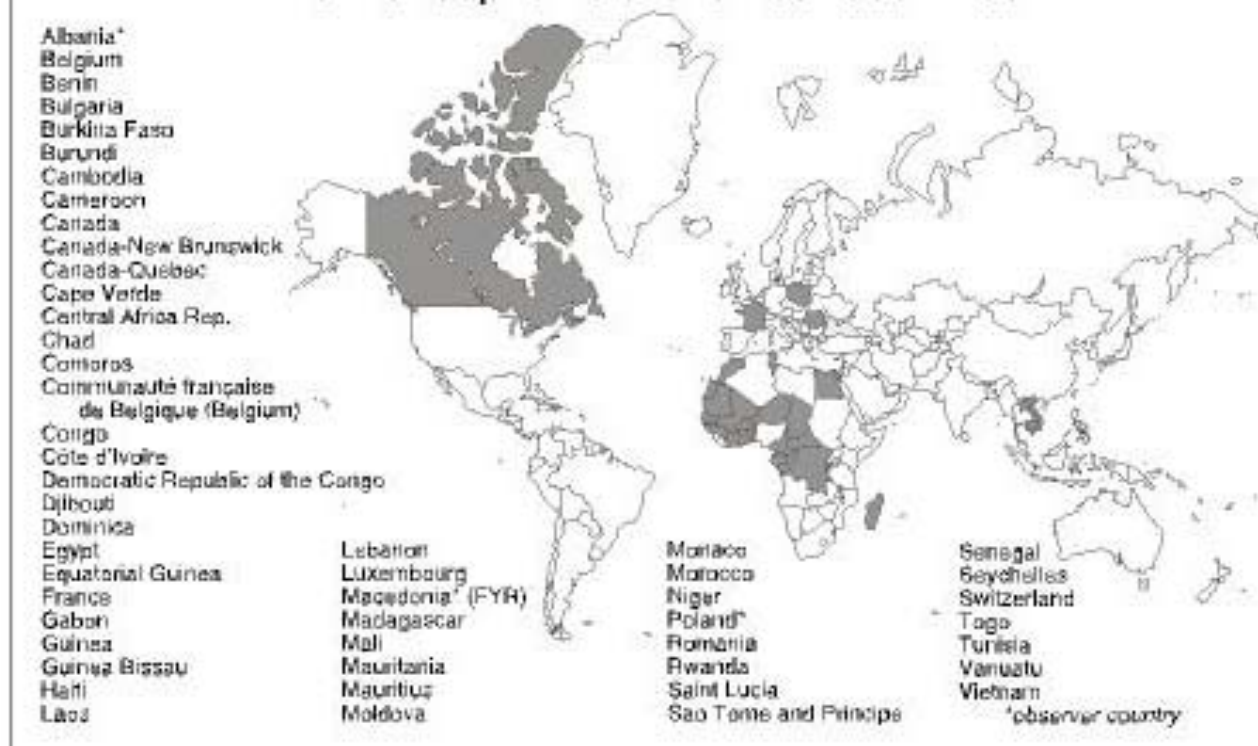 Albania*
Belgium
Benin
Bulgaria
Burkina Faso
Burundi
Cambodia
Cameroon
Canada
Canada-New Brunswick
Canada-Quebec
Cape Verde
Central Africa Rep.
Chad
Comoros
Communauté française
de Belgique (Belgium)
Congo
Côte d'Ivoire
Democratic Republic of the Congo
Djibouti
Dominica
Egypt
Equatorial Guinea
France
Gabon
Guinea
Guinea Bissau
Haiti
Laos
Lebanon
Luxembourg
Macedonia* (FYR)
Madagascar
Mali
Mauritania
Mauritius
Moldova
Monaco
Morocco
Niger
Poland*
Romania
Rwanda
Saint Lucia
Sao Tome and Principe
Senegal
Seychelles
Switzerland
Togo
Tunisia
Vanuatu
Vietnam
*observer country